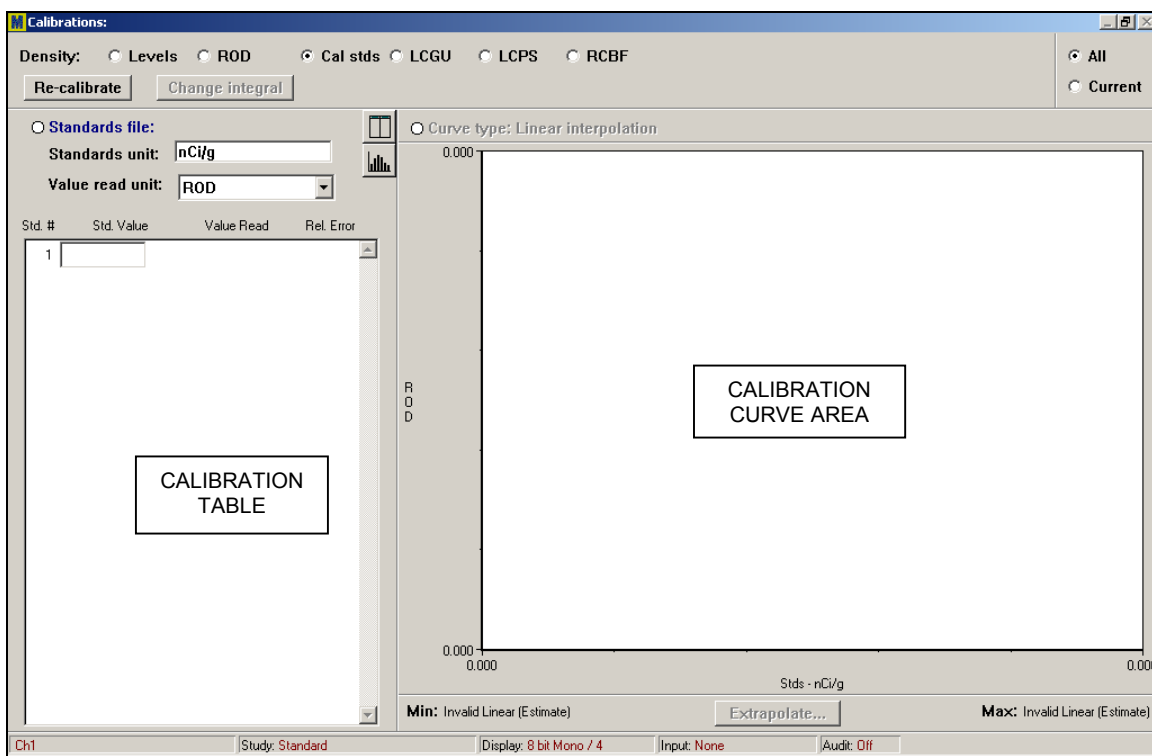 Calibrations:
Density: Levels ROD Cal stds LCGU LCPS RCBF All
Re-calibrate Change integral Current
Standards file:
Standards unit: nCi/g
Value read unit: ROD
Std. # Std. Value Value Read Rel. Error
1
CALIBRATION
TABLE
Curve type: Linear interpolation
0.000
ROD
CALIBRATION
CURVE AREA
0.000
0.000 0.000
Stds - nCi/g
Min: Invalid Linear (Estimate) Extrapolate... Max: Invalid Linear (Estimate)
Ch1 Study: Standard Display: 8 bit Mono / 4 Input: None Audit: Off